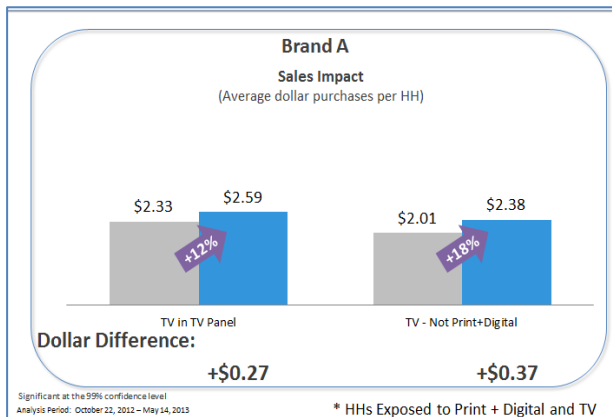 Brand A
Sales Impact
(Average dollar purchases per HH)
$2.33 $2.59 $2.01 $2.38
+12% +18%
TV in TV Panel TV - Not Print+Digital
Dollar Difference:
+$0.27 +$0.37
Significant at the 99% confidence level
Analysis Period: October 22, 2012 – May 14, 2013
* HHs Exposed to Print + Digital and TV